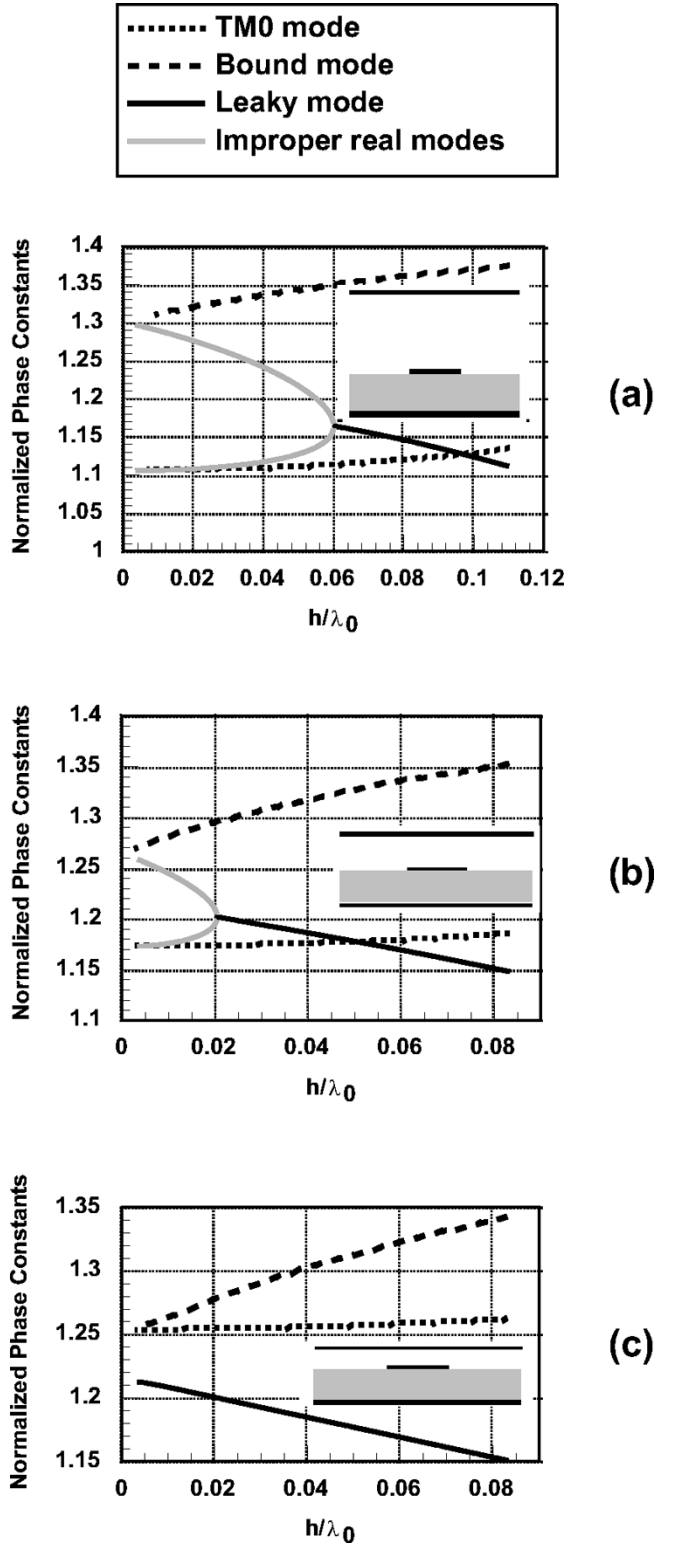 TM0 mode
Bound mode
Leaky mode
Improper real modes
Normalized Phase Constants
1.4
1.35
1.3
1.25
1.2
1.15
1.1
1.05
1
0 0.02 0.04 0.06 0.08 0.1 0.12
h/λ0
(a)
Normalized Phase Constants
1.4
1.35
1.3
1.25
1.2
1.15
1.1
0 0.02 0.04 0.06 0.08
h/λ0
(b)
Normalized Phase Constants
1.35
1.3
1.25
1.2
1.15
0 0.02 0.04 0.06 0.08
h/λ0
(c)